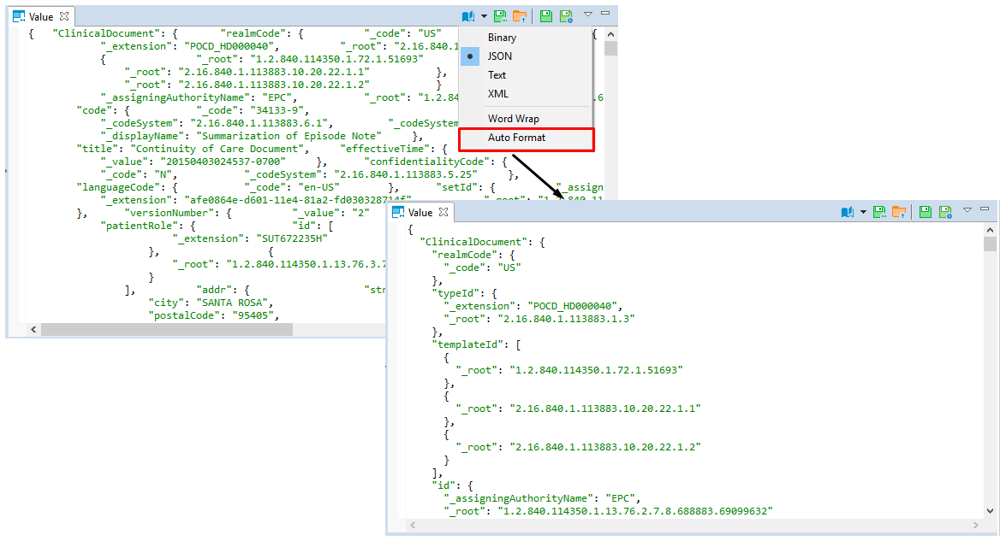 Value
{   "ClinicalDocument": {       "realmCode": {          "_code": "US"          {
"_extension": "POCD_HD000040",          "_root": "2.16.840.1
{               "_root": "1.2.840.114350.1.72.1.51693"
"_root": "2.16.840.1.113883.10.20.22.1.1"           },
"_root": "2.16.840.1.113883.10.20.22.1.2"           }
"_assigningAuthorityName": "EPC",           "_root": "1.2.84    .6
"code": {           "_code": "34133-9",
"_codeSystem": "2.16.840.1.113883.6.1",         "_codeSystem
"_displayName": "Summarization of Episode Note"     },
"title": "Continuity of Care Document",     "effectiveTime": {
"_value": "20150403024537-0700"     },      "confidentialityCode": {
"_code": "N",           "_codeSystem": "2.16.840.1.113883.5.25"     },
"languageCode": {           "_code": "en-US"        },      "setId": {          "_assign
"_extension": "afe0864e-d601-11e4-81a2-fd030328714f"            "_root": "1.2.840.11
},      "versionNumber": {          "_value": "2"
"patientRole": {                "id": [
"_extension": "SUT672235H"
},                  {
"_root": "1.2.840.114350.1.13.76.3.7
}
],          "addr": {                   "str
"city": "SANTA ROSA",
"postalCode": "95405",
Binary
JSON
Text
XML
Word Wrap
Auto Format
Value
{
"ClinicalDocument": {
"realmCode": {
"_code": "US"
},
"typeId": {
"_extension": "POCD_HD000040",
"_root": "2.16.840.1.113883.1.3"
},
"templateId": [
{
"_root": "1.2.840.114350.1.72.1.51693"
},
{
"_root": "2.16.840.1.113883.10.20.22.1.1"
},
{
"_root": "2.16.840.1.113883.10.20.22.1.2"
}
],
"id": {
"_assigningAuthorityName": "EPC",
"_root": "1.2.840.114350.1.13.76.2.7.8.688883.69099632"